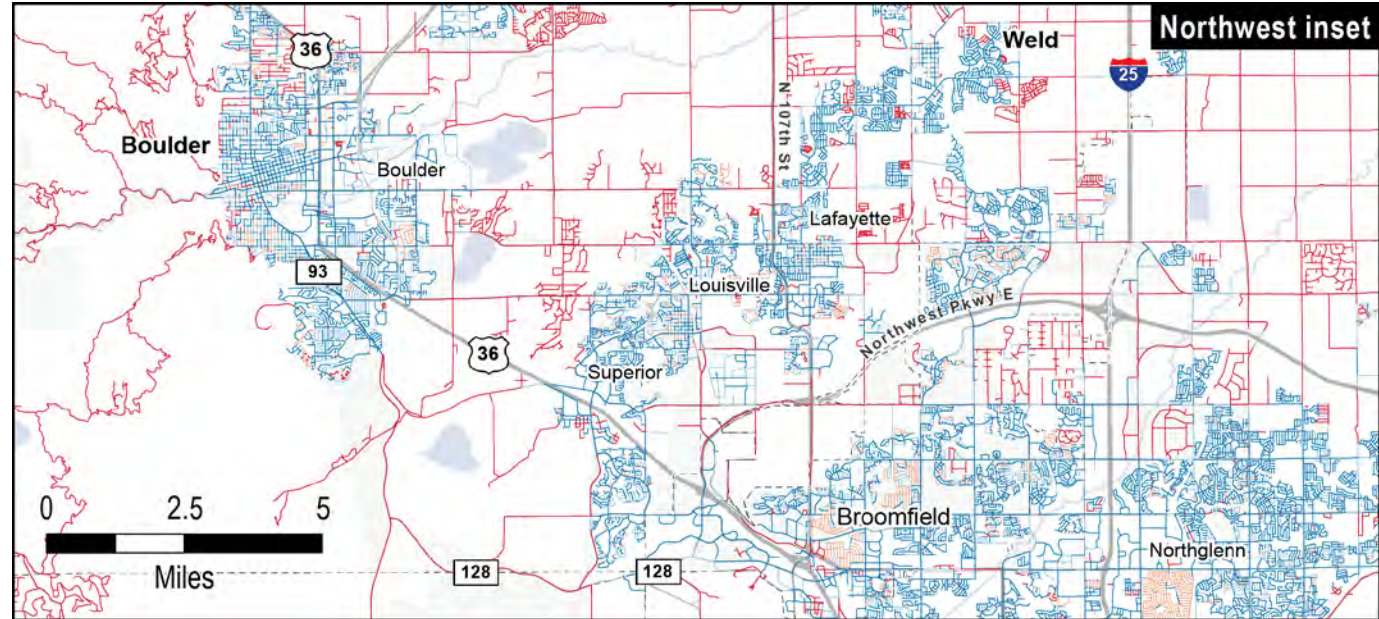 Northwest inset
36
Weld
25
N 107th St
Boulder
Boulder
Lafayette
93
Louisville
Northwest Pkwy E
36
Superior
0 2.5 5
Miles
Broomfield
Northglenn
128
128